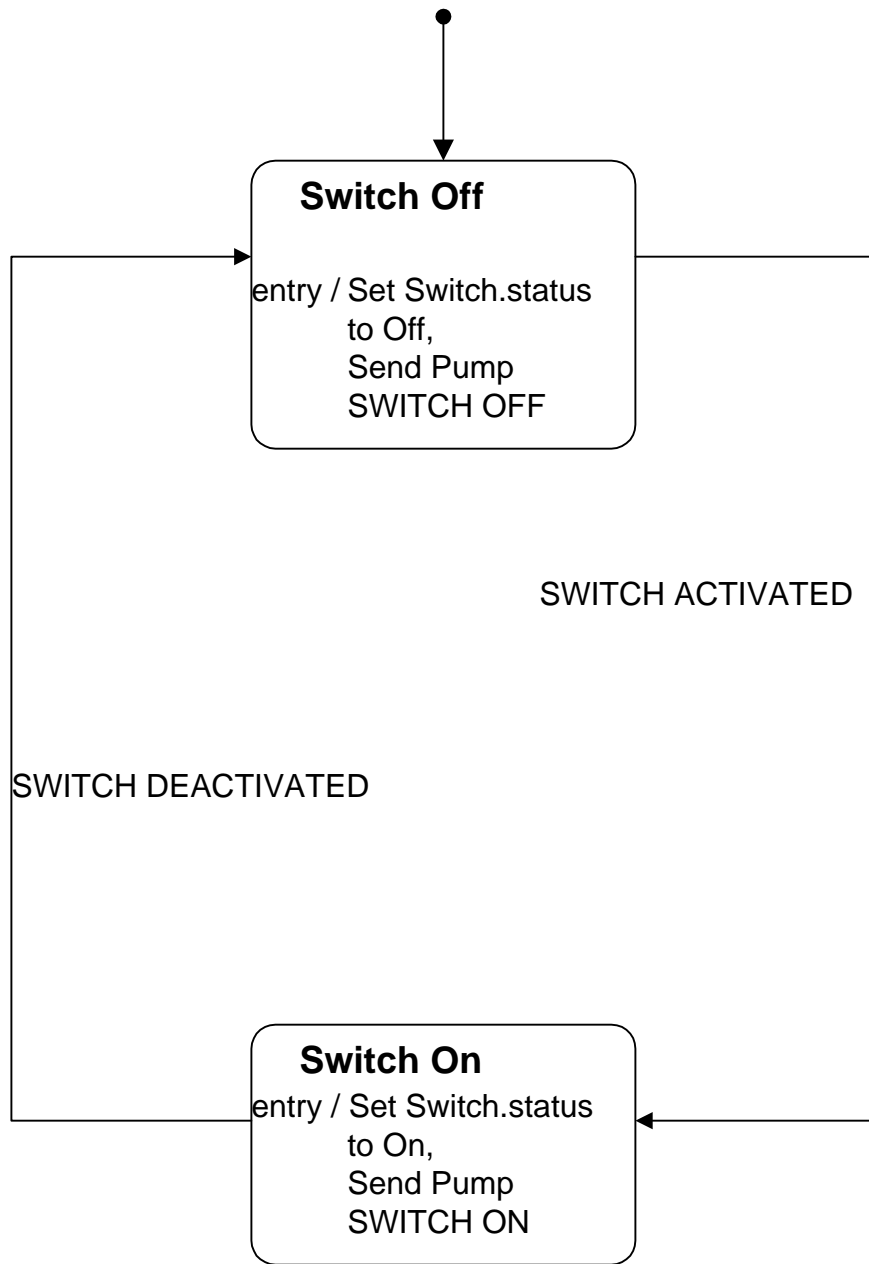 Switch Off
entry / Set Switch.status
to Off,
Send Pump
SWITCH OFF
SWITCH ACTIVATED
SWITCH DEACTIVATED
Switch On
entry / Set Switch.status
to On,
Send Pump
SWITCH ON